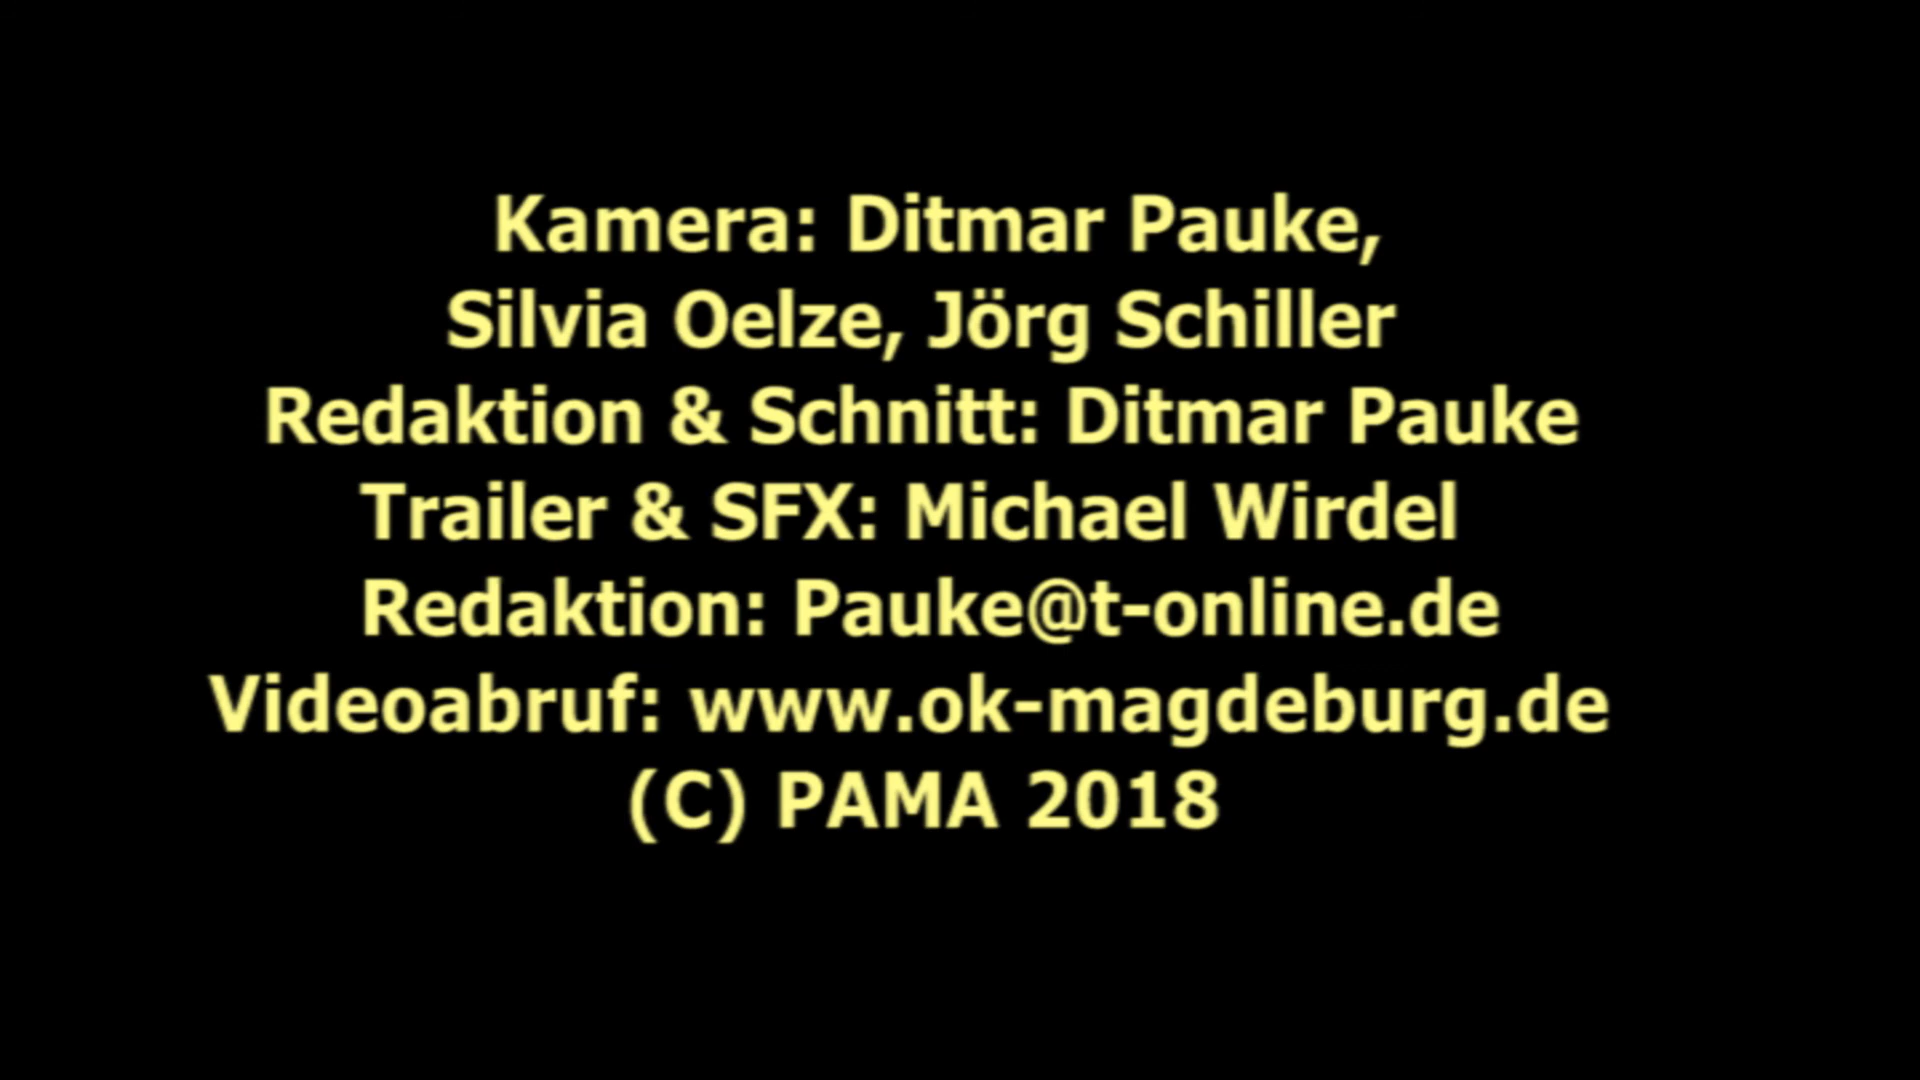 Kamera: Ditmar Pauke,
Silvia Oelze, Jörg Schiller
Redaktion & Schnitt: Ditmar Pauke
Trailer & SFX: Michael Wirdel
Redaktion: Pauke@t-online.de
Videoabruf: www.ok-magdeburg.de
(C) PAMA 2018